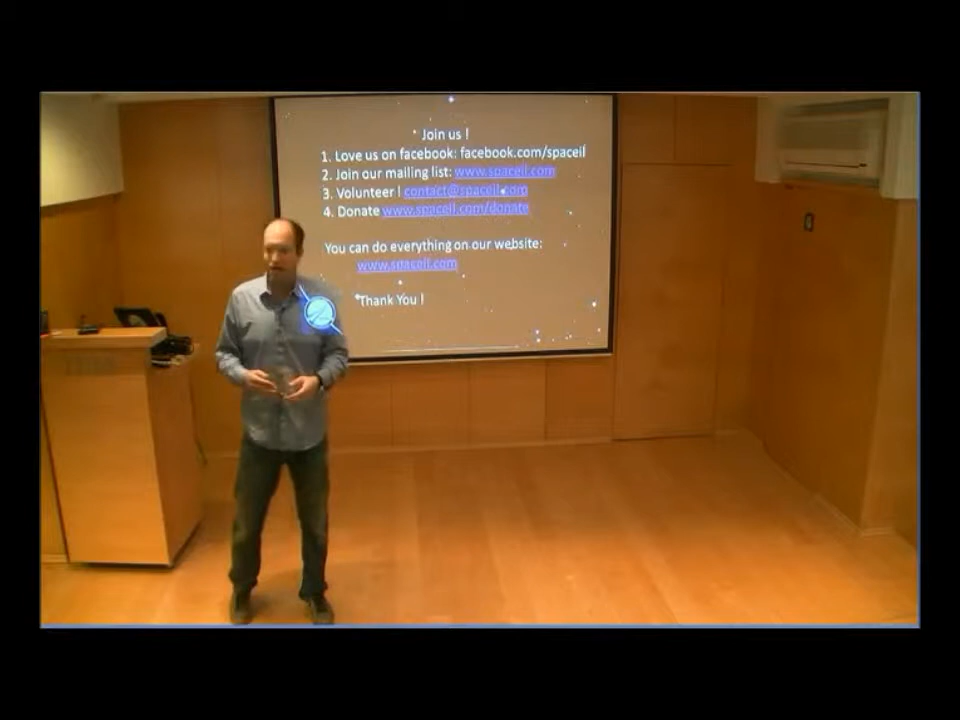 Join us !
1. Love us on facebook: facebook.com/spaceil
2. Join our mailing list: www.spaceil.com
3. Volunteer ! contact@spaceil.com
4. Donate www.spaceil.com/donate
You can do everything on our website:
www.spaceil.com
Thank You !